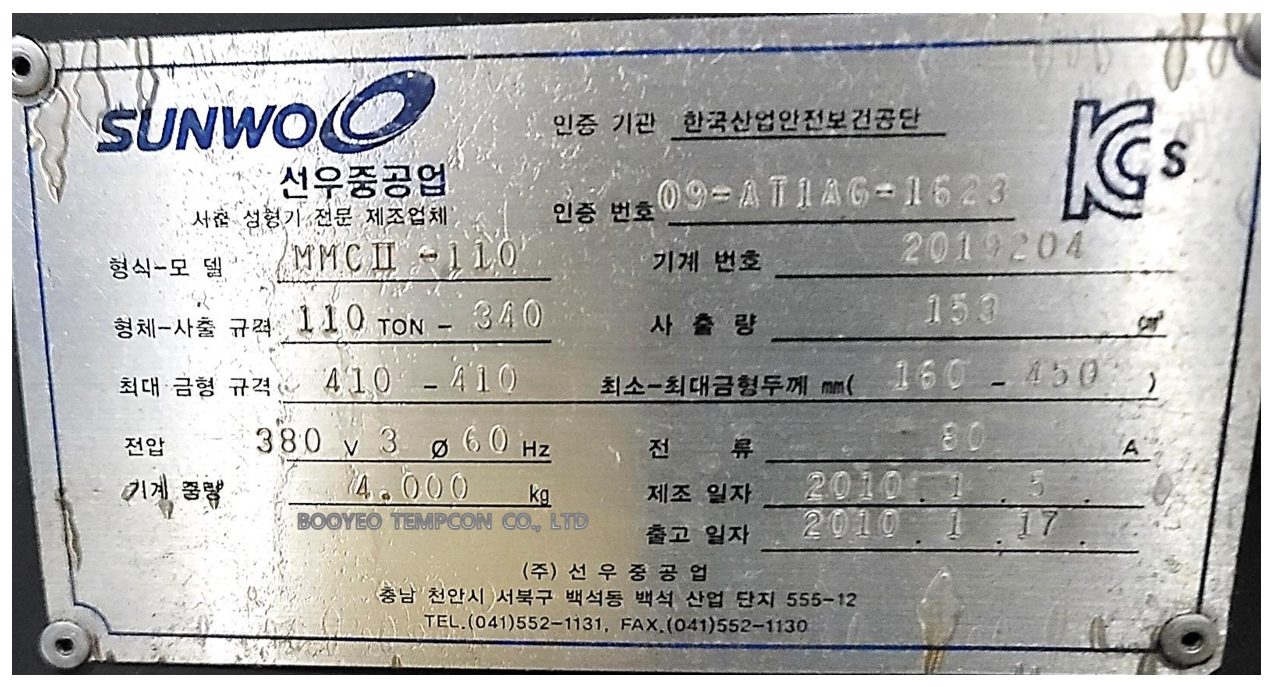 SUNWOO
선우중공업
사출 성형기 전문 제조업체
인증 기관 한국산업안전보건공단
인증 번호 09-AT1AG-1623
KCs
형식-모 델 MMCⅡ-110
기계 번호 2019204
형체-사출 규격 110 TON - 340
사 출 량 153 ㎤
최대 금형 규격 410 - 410
최소-최대금형두께 ㎜( 160 - 450 )
전압 380 V 3 Ø 60 Hz
전 류 80 A
기계 중량 4.000 kg
제조 일자 2010. 1. 5.
BOOYEO TEMPCON CO., LTD
출고 일자 2010. 1. 17.
(주) 선 우 중 공 업
충남 천안시 서북구 백석동 백석 산업 단지 555-12
TEL.(041)552-1131, FAX.(041)552-1130